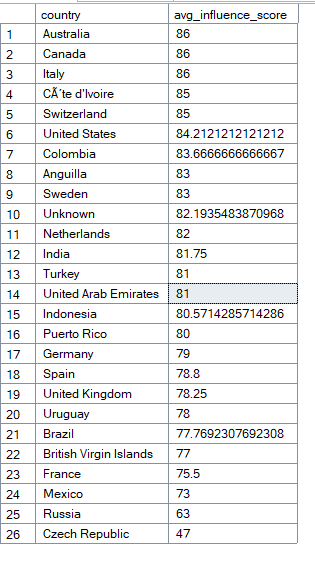 country avg_influence_score
1 Australia 86
2 Canada 86
3 Italy 86
4 CÃ´te d'Ivoire 85
5 Switzerland 85
6 United States 84.2121212121212
7 Colombia 83.6666666666667
8 Anguilla 83
9 Sweden 83
10 Unknown 82.1935483870968
11 Netherlands 82
12 India 81.75
13 Turkey 81
14 United Arab Emirates 81
15 Indonesia 80.5714285714286
16 Puerto Rico 80
17 Germany 79
18 Spain 78.8
19 United Kingdom 78.25
20 Uruguay 78
21 Brazil 77.7692307692308
22 British Virgin Islands 77
23 France 75.5
24 Mexico 73
25 Russia 63
26 Czech Republic 47